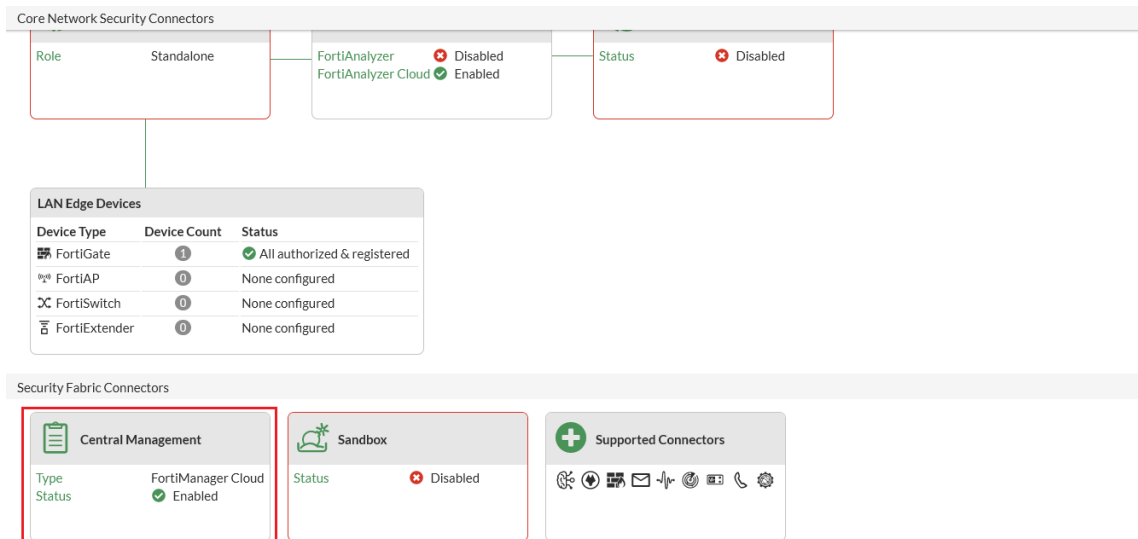 Core Network Security Connectors
Role Standalone
FortiAnalyzer Disabled
FortiAnalyzer Cloud Enabled
Status Disabled
LAN Edge Devices
Device Type Device Count Status
FortiGate 1 All authorized & registered
FortiAP 0 None configured
FortiSwitch 0 None configured
FortiExtender 0 None configured
Security Fabric Connectors
Central Management
Type FortiManager Cloud
Status Enabled
Sandbox
Status Disabled
Supported Connectors